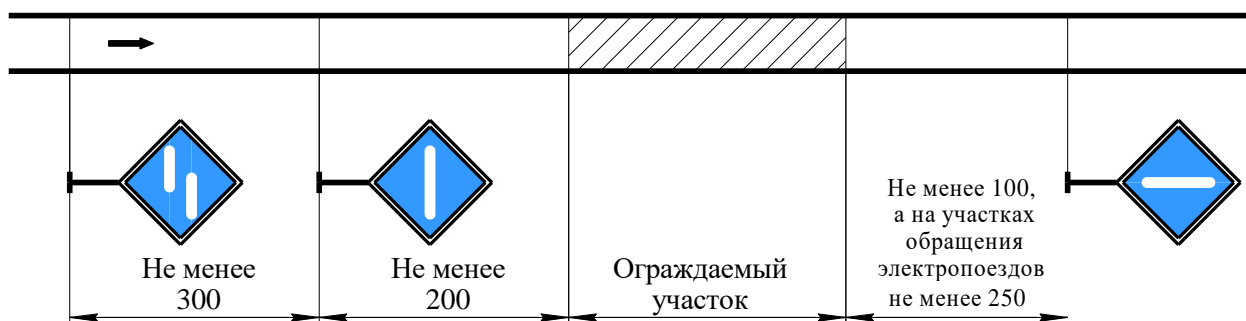 Не менее
300
Не менее
200
Ограждаемый
участок
Не менее 100,
а на участках
обращения
электропоездов
не менее 250